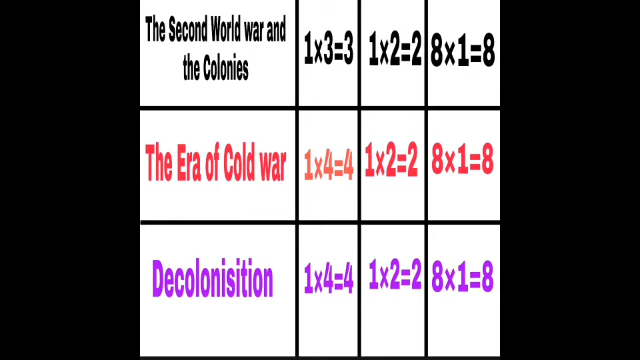 The Second World war and
the Colonies
1×3=3
1×2=2
8×1=8
The Era of Cold war
1×4=4
1×2=2
8×1=8
Decolonisition
1×4=4
1×2=2
8×1=8